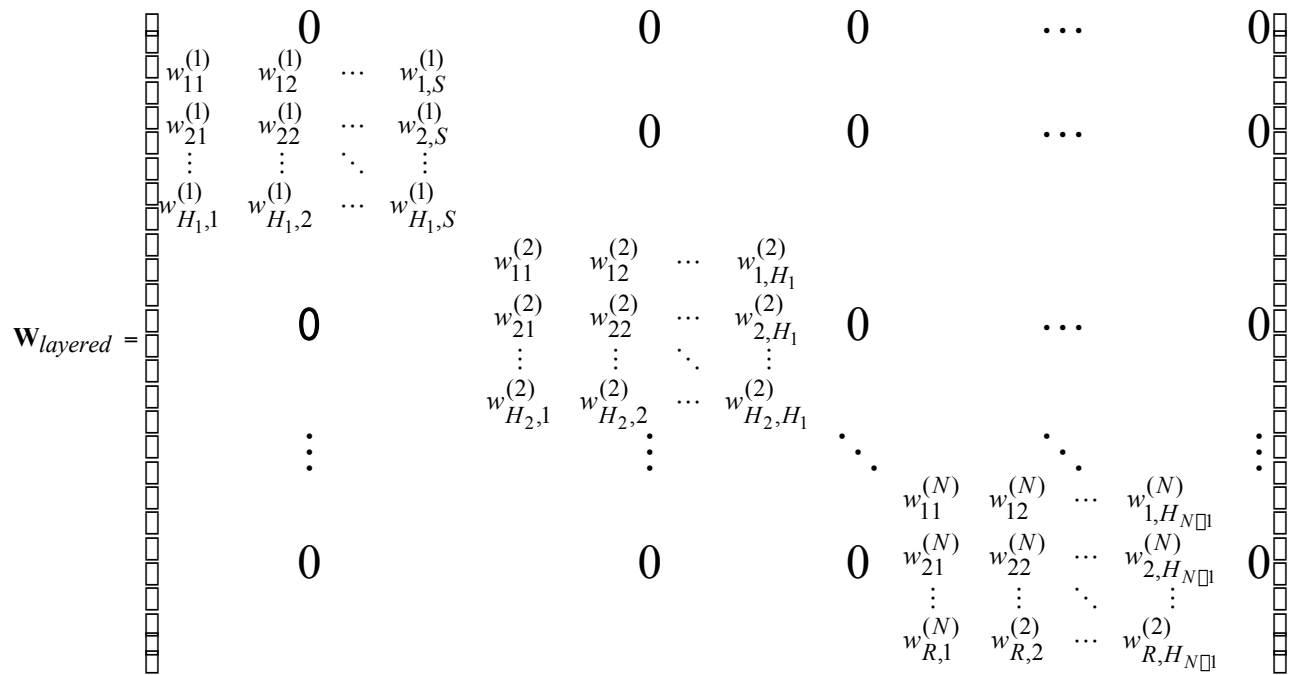 0 0 0 ⋯ 0
w_{11}^{(1)} w_{12}^{(1)} ⋯ w_{1,S}^{(1)}
w_{21}^{(1)} w_{22}^{(1)} ⋯ w_{2,S}^{(1)} 0 0 ⋯ 0
⋮ ⋮ ⋱ ⋮
w_{H_1,1}^{(1)} w_{H_1,2}^{(1)} ⋯ w_{H_1,S}^{(1)}
w_{11}^{(2)} w_{12}^{(2)} ⋯ w_{1,H_1}^{(2)}
W_{layered} = 0 w_{21}^{(2)} w_{22}^{(2)} ⋯ w_{2,H_1}^{(2)} 0 ⋯ 0
⋮ ⋮ ⋱ ⋮
w_{H_2,1}^{(2)} w_{H_2,2}^{(2)} ⋯ w_{H_2,H_1}^{(2)}
⋮ ⋮ ⋱ ⋱ ⋮
w_{11}^{(N)} w_{12}^{(N)} ⋯ w_{1,H_{N▯1}}^{(N)}
0 0 0 w_{21}^{(N)} w_{22}^{(N)} ⋯ w_{2,H_{N▯1}}^{(N)} 0
⋮ ⋮ ⋱ ⋮
w_{R,1}^{(N)} w_{R,2}^{(2)} ⋯ w_{R,H_{N▯1}}^{(2)}